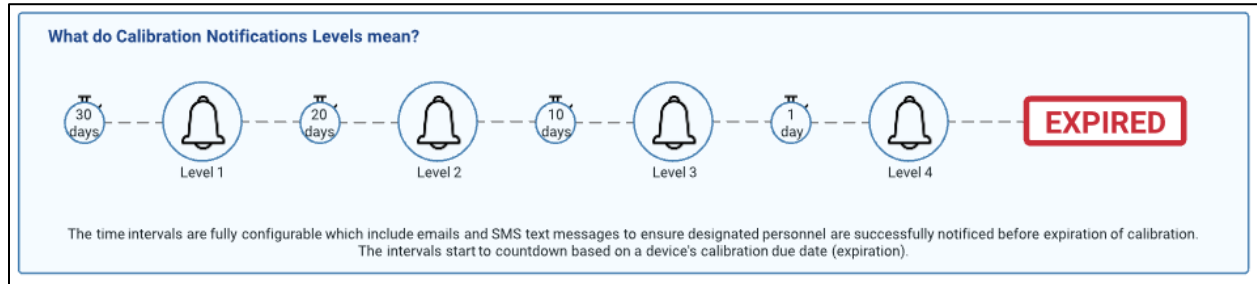 What do Calibration Notifications Levels mean?
30 days
20 days
10 days
1 day
EXPIRED
Level 1
Level 2
Level 3
Level 4
The time intervals are fully configurable which include emails and SMS text messages to ensure designated personnel are successfully notificed before expiration of calibration.
The intervals start to countdown based on a device's calibration due date (expiration).